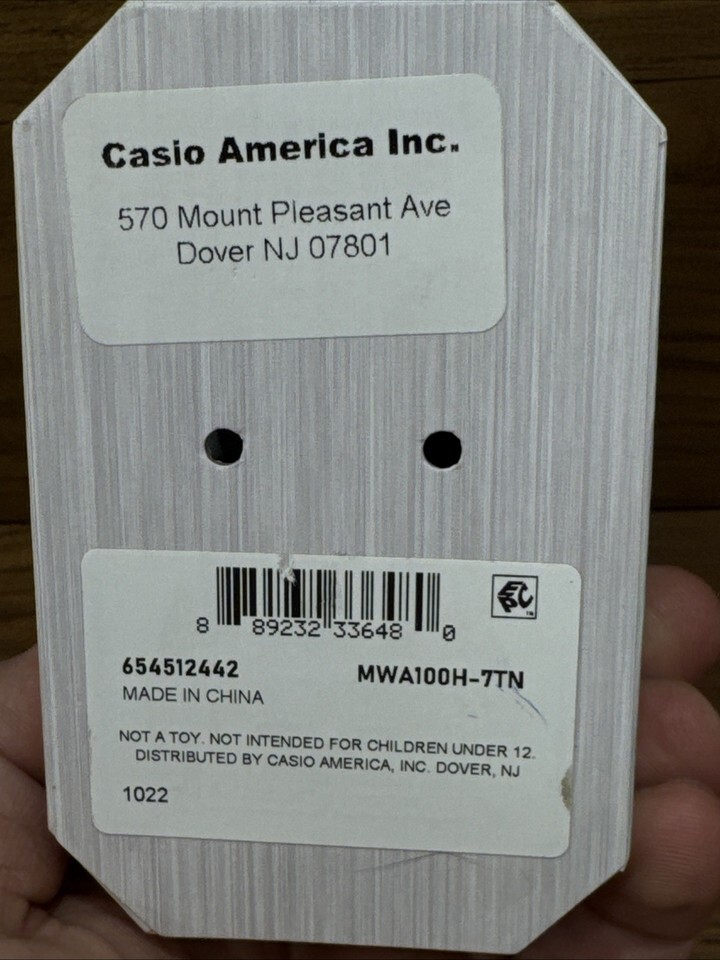 Casio America Inc.
570 Mount Pleasant Ave
Dover NJ 07801
EPC™
8 89232 33648 0
654512442 MWA100H-7TN
MADE IN CHINA
NOT A TOY. NOT INTENDED FOR CHILDREN UNDER 12.
DISTRIBUTED BY CASIO AMERICA, INC. DOVER, NJ
1022